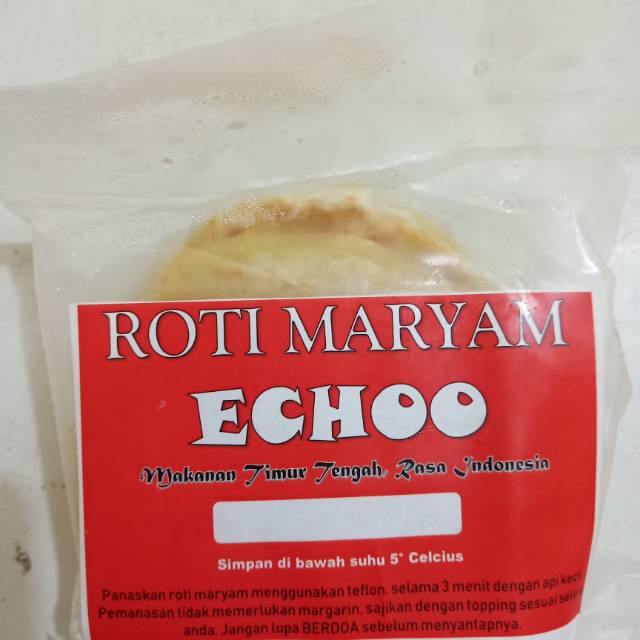 ROTI MARYAM
ECHOO
Makanan Timur Tengah, Rasa Indonesia
Simpan di bawah suhu 5° Celcius
Panaskan roti maryam menggunakan teflon, selama 3 menit dengan api kecil
Pemanasan tidak memerlukan margarin, sajikan dengan topping sesuai
anda. Jangan lupa BERDOA sebelum menyantapnya.